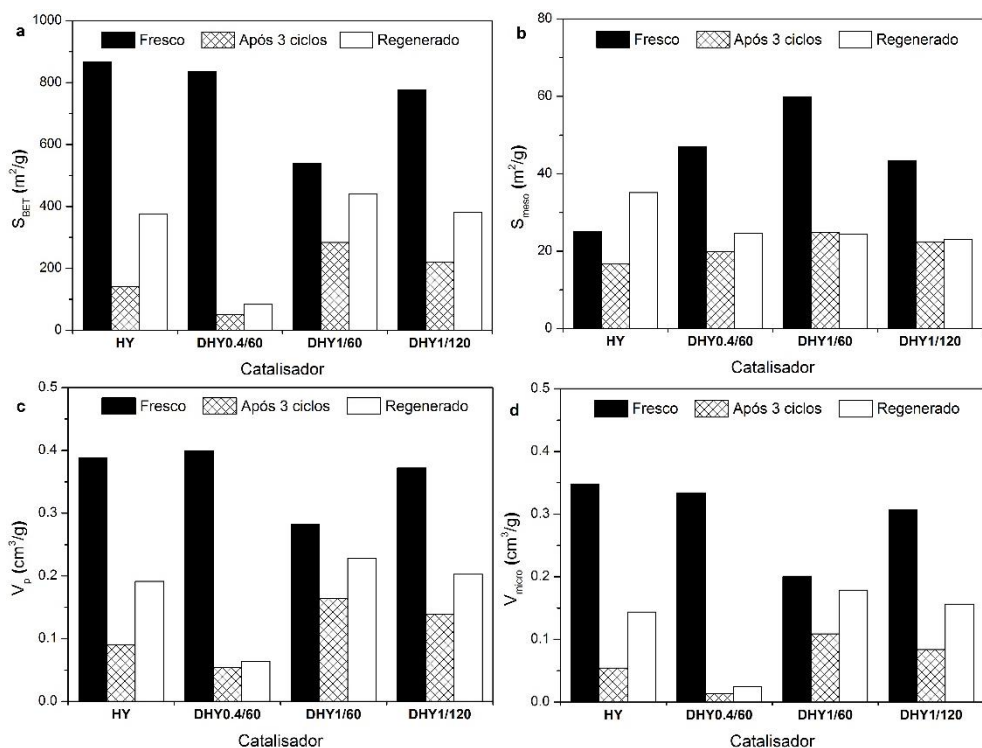 a
Fresco Após 3 ciclos Regenerado
1000
800
600
400
200
0
S_BET (m²/g)
HY DHY0.4/60 DHY1/60 DHY1/120
Catalisador
b
Fresco Após 3 ciclos Regenerado
80
60
40
20
0
S_meso (m²/g)
HY DHY0.4/60 DHY1/60 DHY1/120
Catalisador
c
Fresco Após 3 ciclos Regenerado
0.5
0.4
0.3
0.2
0.1
0.0
V_p (cm³/g)
HY DHY0.4/60 DHY1/60 DHY1/120
Catalisador
d
Fresco Após 3 ciclos Regenerado
0.5
0.4
0.3
0.2
0.1
0.0
V_micro (cm³/g)
HY DHY0.4/60 DHY1/60 DHY1/120
Catalisador